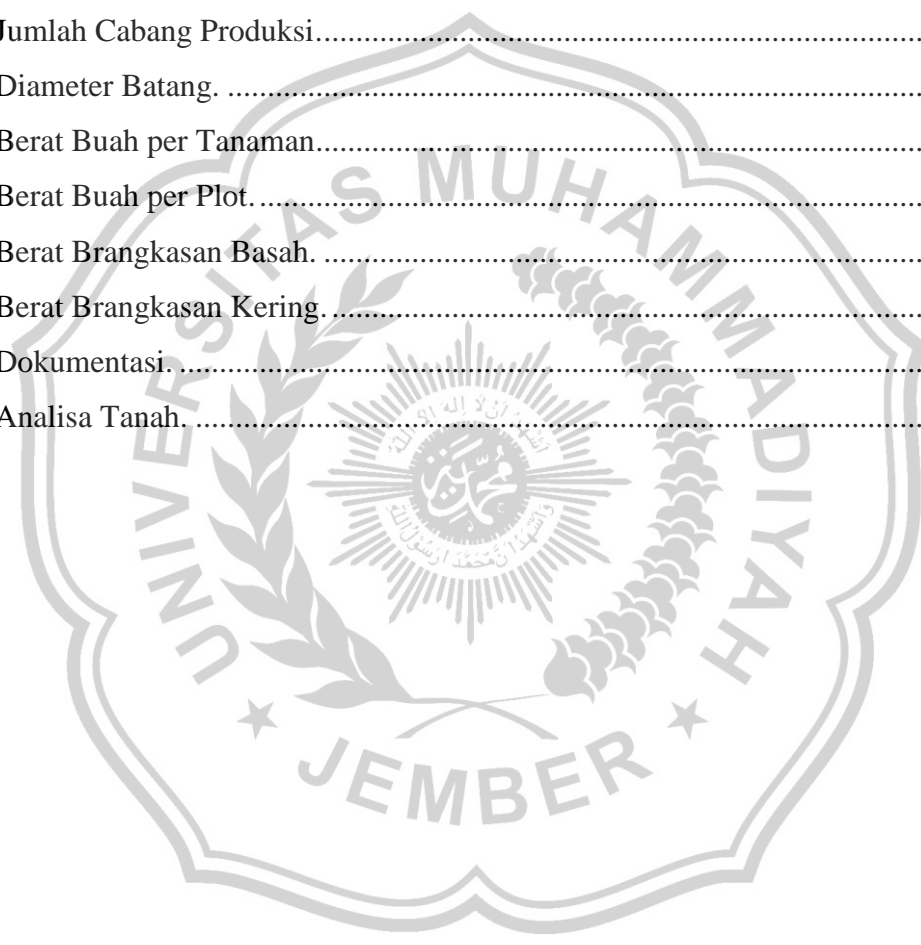 Jumlah Cabang Produksi..........................................................................
Diameter Batang. .....................................................................................
Berat Buah per Tanaman..........................................................................
Berat Buah per Plot..................................................................................
Berat Brangkasan Basah. .........................................................................
Berat Brangkasan Kering.........................................................................
Dokumentasi. ...........................................................................................
Analisa Tanah. .........................................................................................
UNIVERSITAS MUHAMMADIYAH
JEMBER